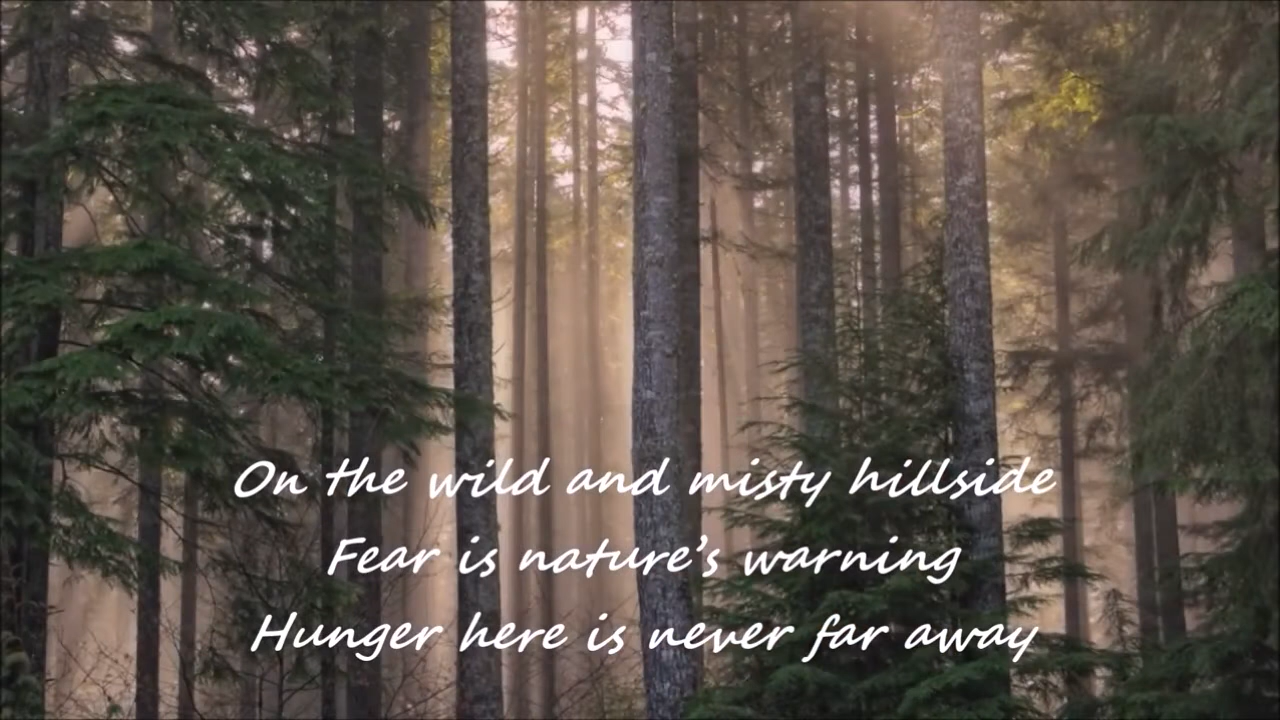 On the wild and misty hillside
Fear is nature's warning
Hunger here is never far away